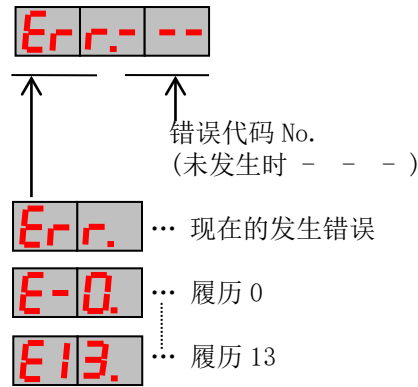 Err.- --
错误代码 No.
(未发生时 - - - )
Err. … 现在的发生错误
E-0. … 履历 0
E13. … 履历 13